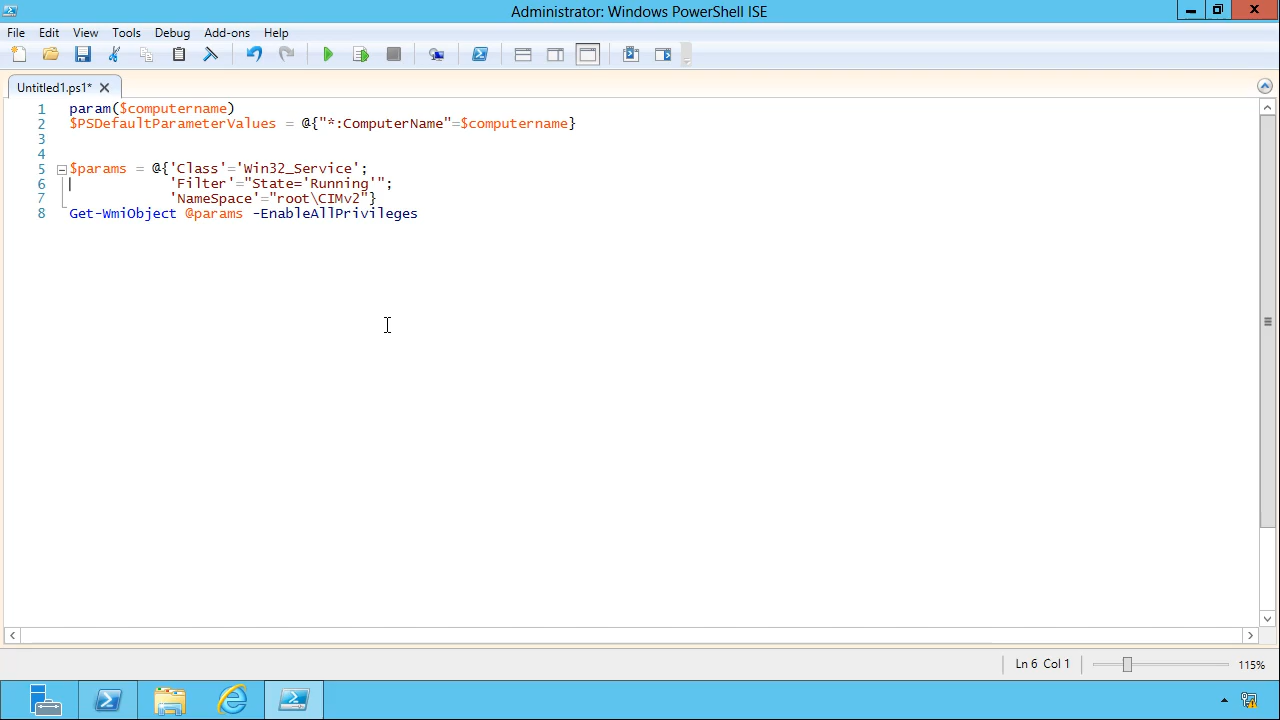 Administrator: Windows PowerShell ISE
File Edit View Tools Debug Add-ons Help
Untitled1.ps1*
1 param($computername)
2 $PSDefaultParameterValues = @{"*:ComputerName"=$computername}
3
4
5 $params = @{'Class'='Win32_Service';
6 'Filter'="State='Running'";
7 'NameSpace'="root\CIMv2"}
8 Get-WmiObject @params -EnableAllPrivileges
Ln 6 Col 1 115%